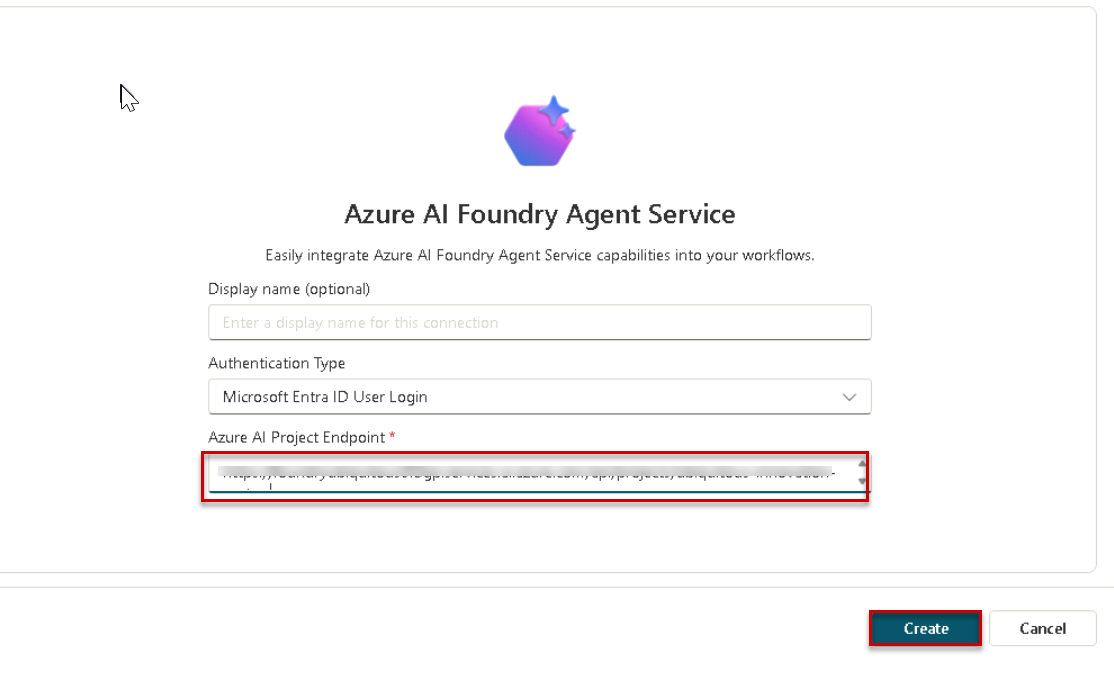 Azure AI Foundry Agent Service
Easily integrate Azure AI Foundry Agent Service capabilities into your workflows.
Display name (optional)
Enter a display name for this connection
Authentication Type
Microsoft Entra ID User Login
Azure AI Project Endpoint *
Create
Cancel